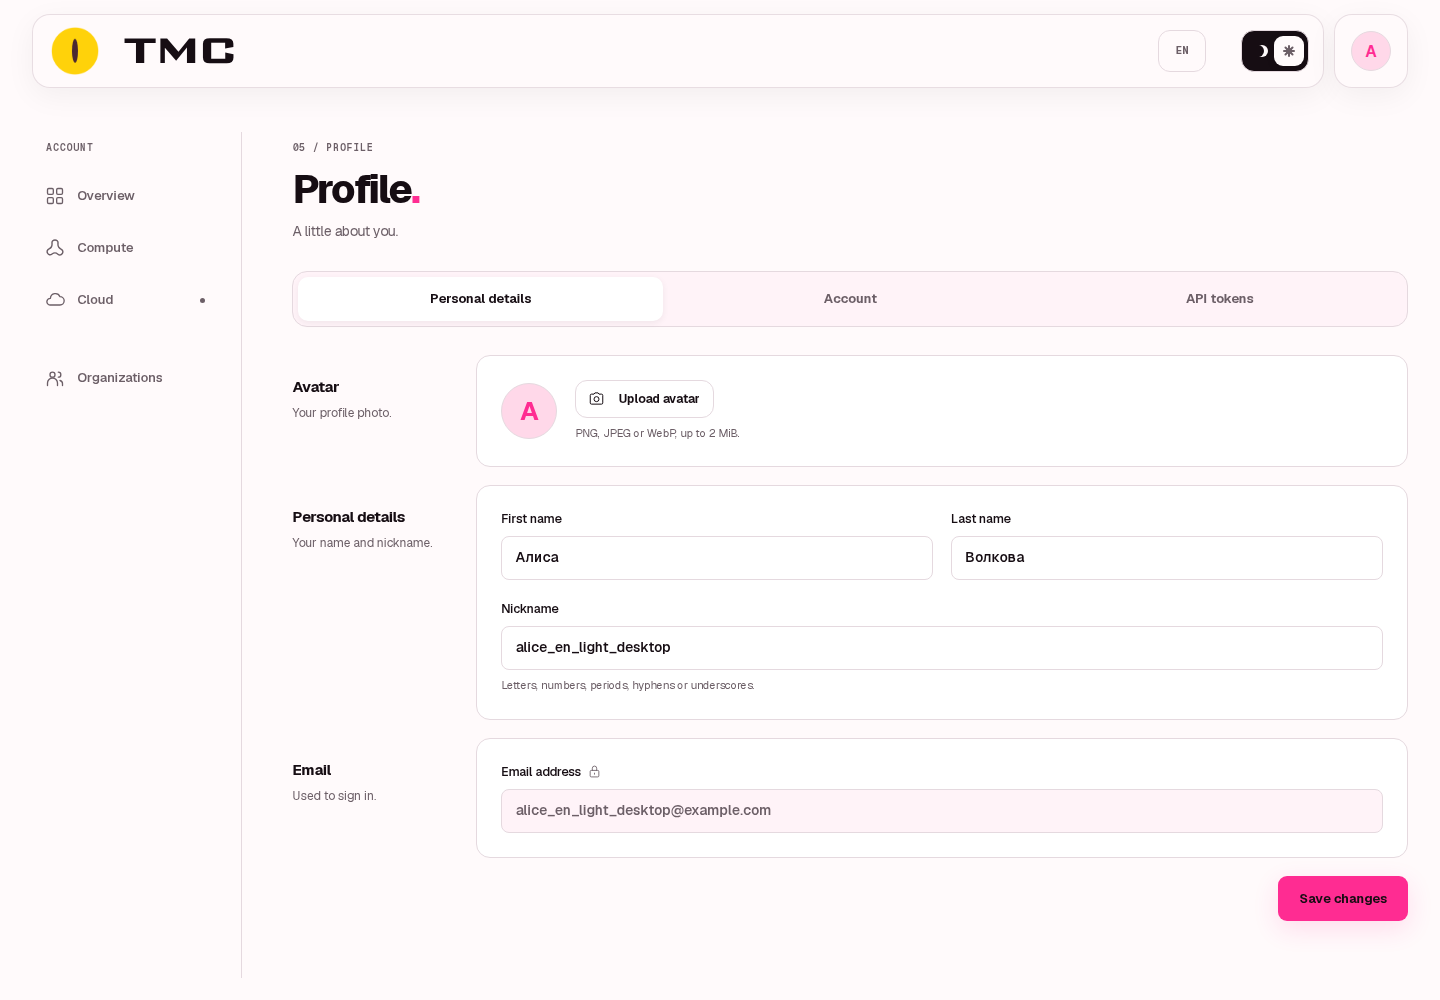 TMC
EN
A
ACCOUNT
Overview
Compute
Cloud
Organizations
05 / PROFILE
Profile.
A little about you.
Personal details
Account
API tokens
Avatar
Your profile photo.
A
Upload avatar
PNG, JPEG or WebP, up to 2 MiB.
Personal details
Your name and nickname.
First name
Last name
Алиса
Волкова
Nickname
alice_en_light_desktop
Letters, numbers, periods, hyphens or underscores.
Email
Used to sign in.
Email address
alice_en_light_desktop@example.com
Save changes